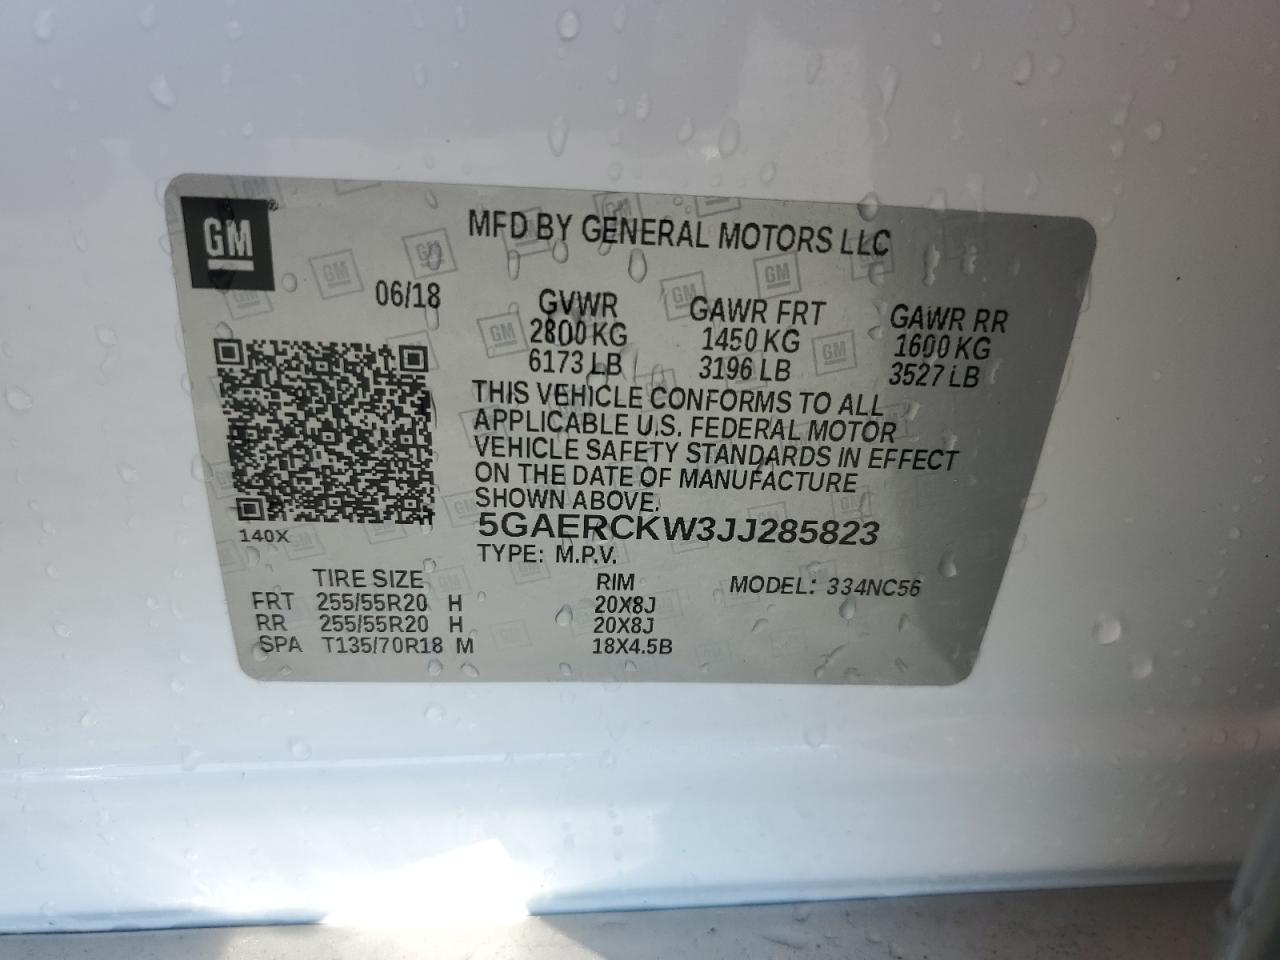 GM®
MFD BY GENERAL MOTORS LLC
06/18
GVWR GAWR FRT GAWR RR
2800 KG 1450 KG 1600 KG
6173 LB 3196 LB 3527 LB
THIS VEHICLE CONFORMS TO ALL
APPLICABLE U.S. FEDERAL MOTOR
VEHICLE SAFETY STANDARDS IN EFFECT
ON THE DATE OF MANUFACTURE
SHOWN ABOVE.
140X
5GAERCKW3JJ285823
TYPE: M.P.V.
TIRE SIZE RIM MODEL: 334NC56
FRT 255/55R20 H 20X8J
RR 255/55R20 H 20X8J
SPA T135/70R18 M 18X4.5B